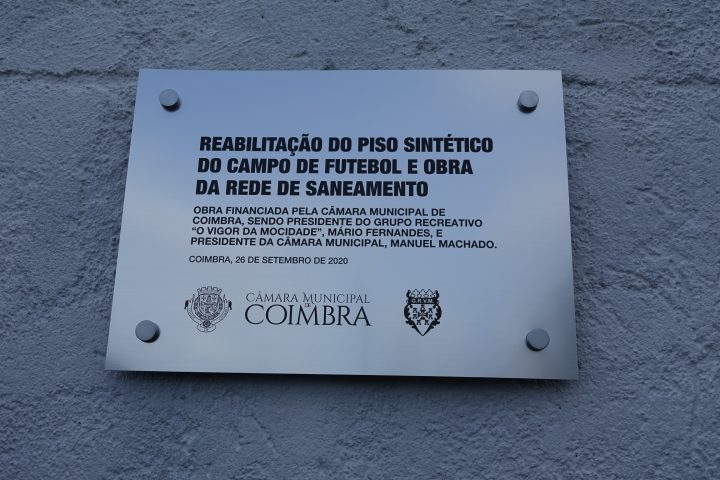 REABILITAÇÃO DO PISO SINTÉTICO
DO CAMPO DE FUTEBOL E OBRA
DA REDE DE SANEAMENTO
OBRA FINANCIADA PELA CÂMARA MUNICIPAL DE
COIMBRA, SENDO PRESIDENTE DO GRUPO RECREATIVO
“O VIGOR DA MOCIDADE”, MÁRIO FERNANDES, E
PRESIDENTE DA CÂMARA MUNICIPAL, MANUEL MACHADO.
COIMBRA, 26 DE SETEMBRO DE 2020
CÂMARA MUNICIPAL
DE
COIMBRA
G.R.V.M.